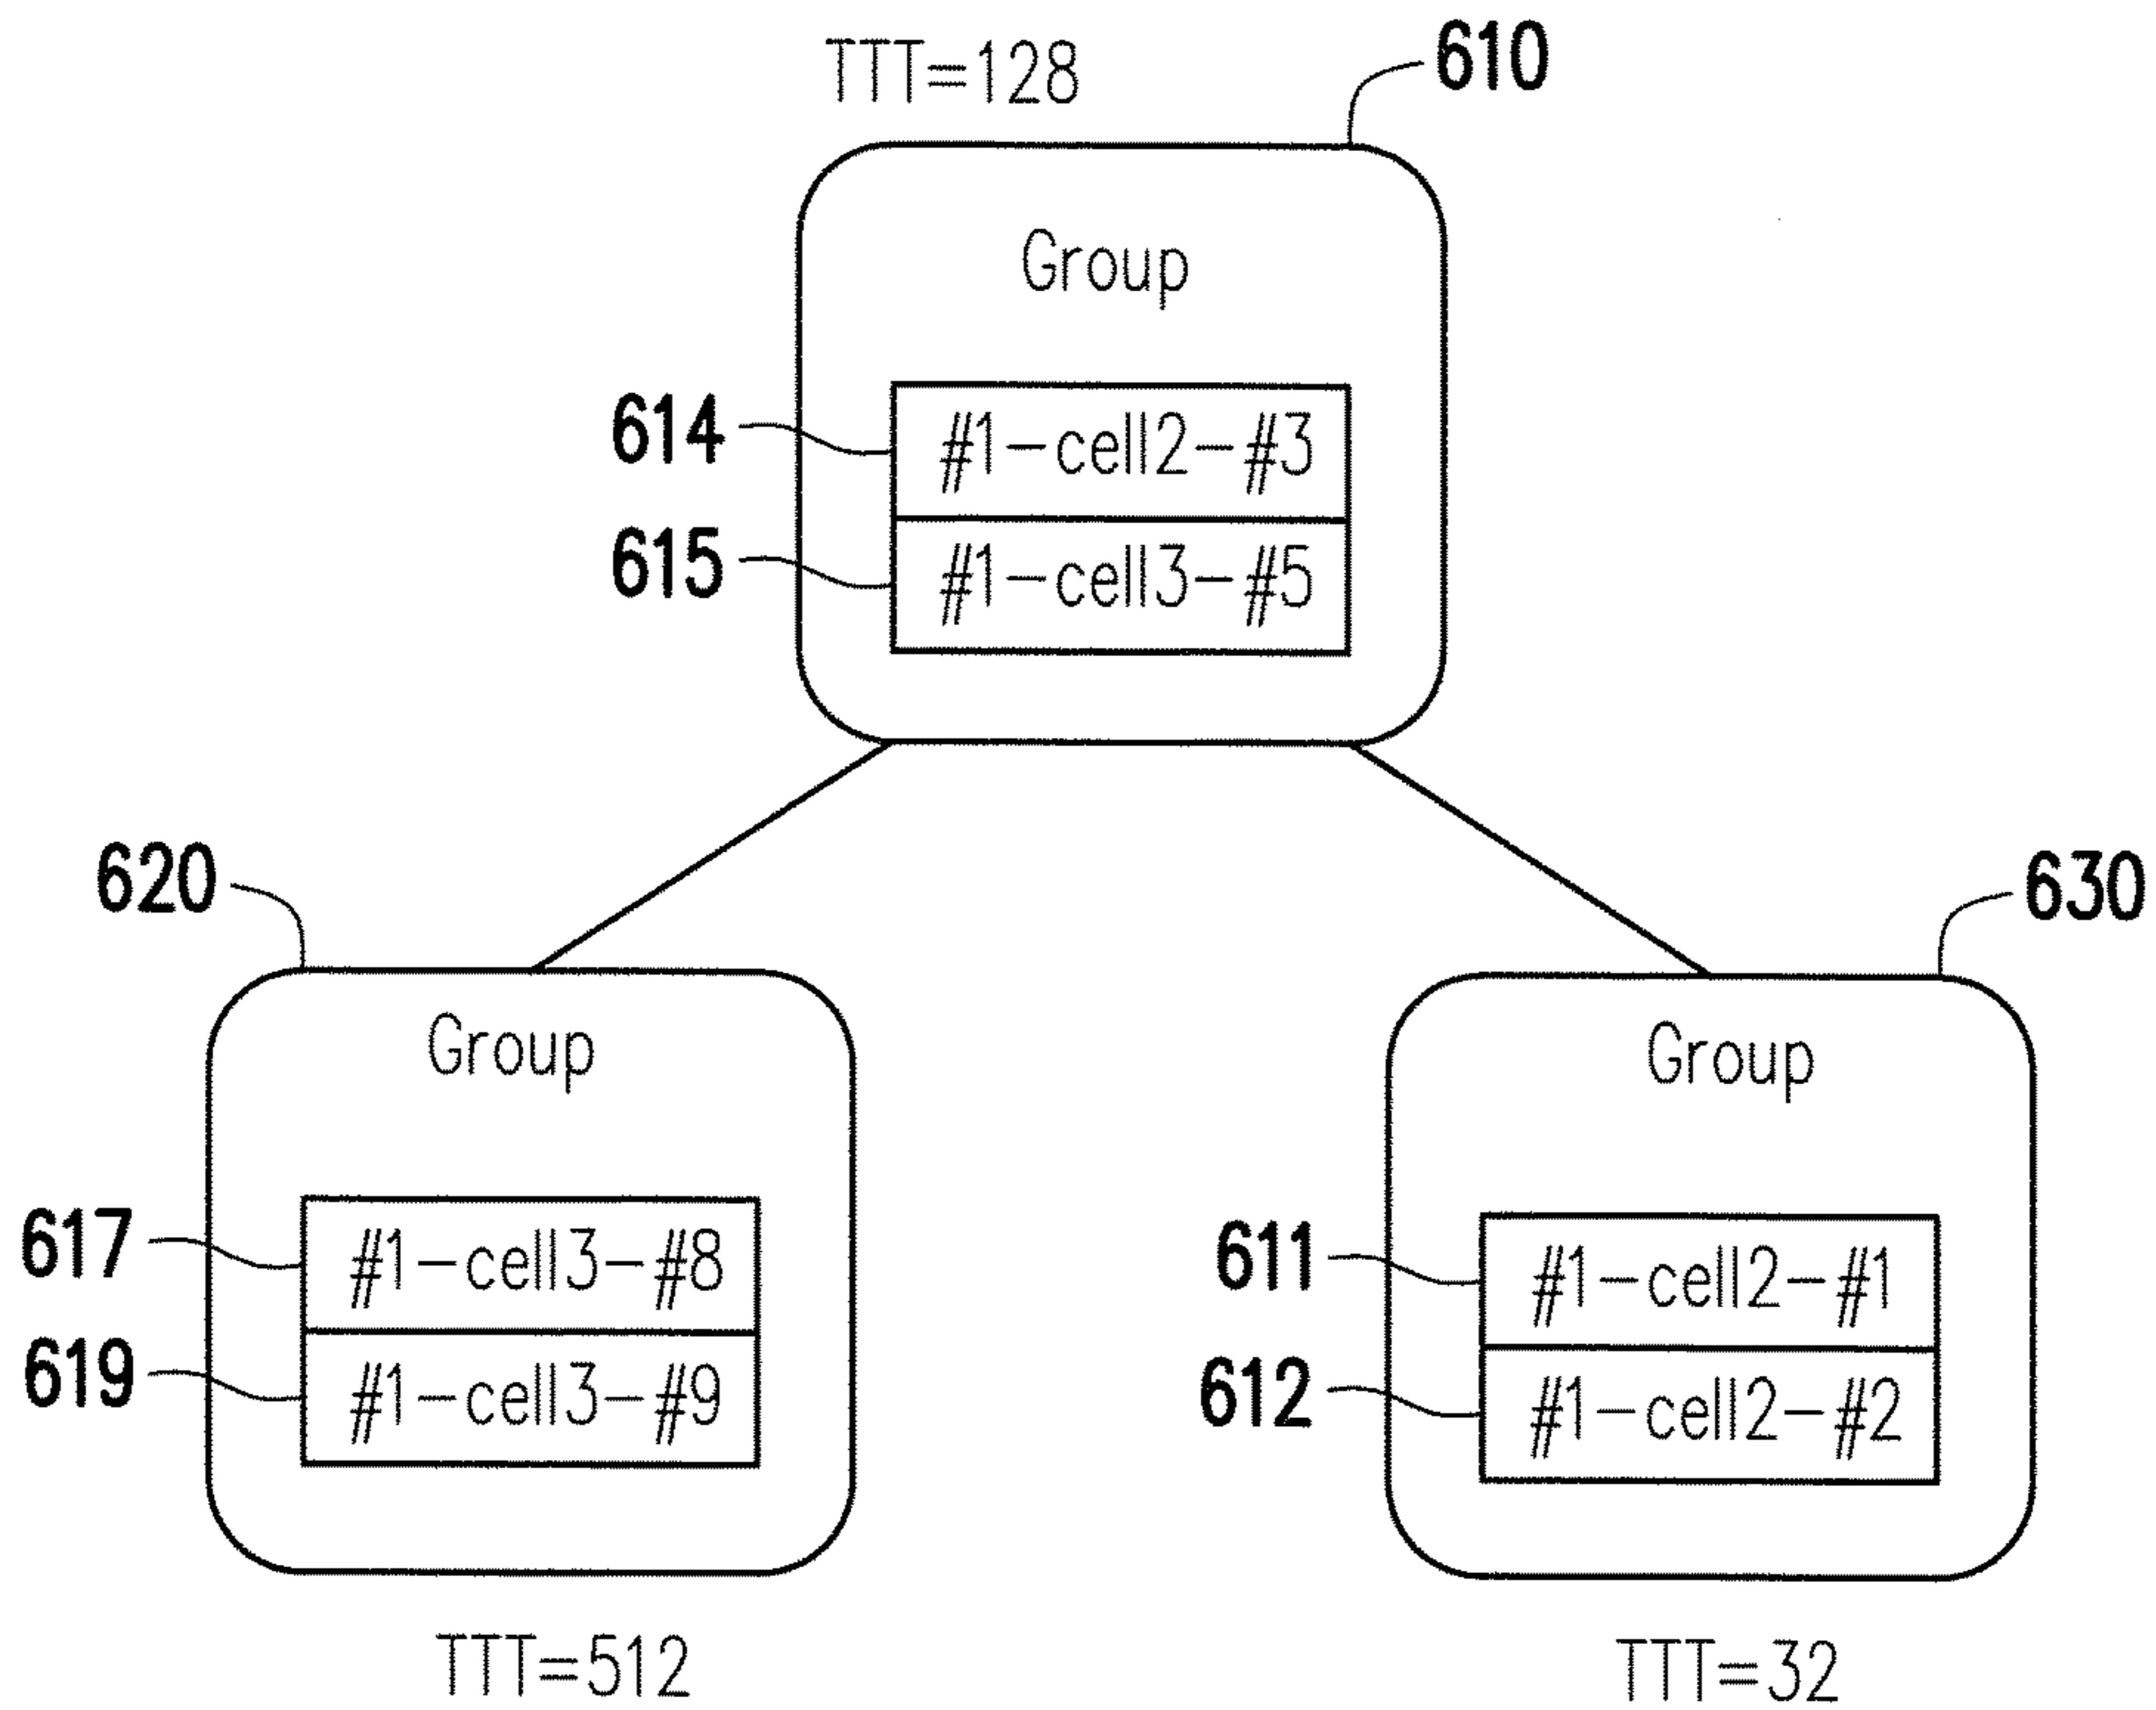 TTT=128
610
Group
614
#1-cell2-#3
615
#1-cell3-#5
620
630
Group
617
#1-cell3-#8
619
#1-cell3-#9
TTT=512
Group
611
#1-cell2-#1
612
#1-cell2-#2
TTT=32